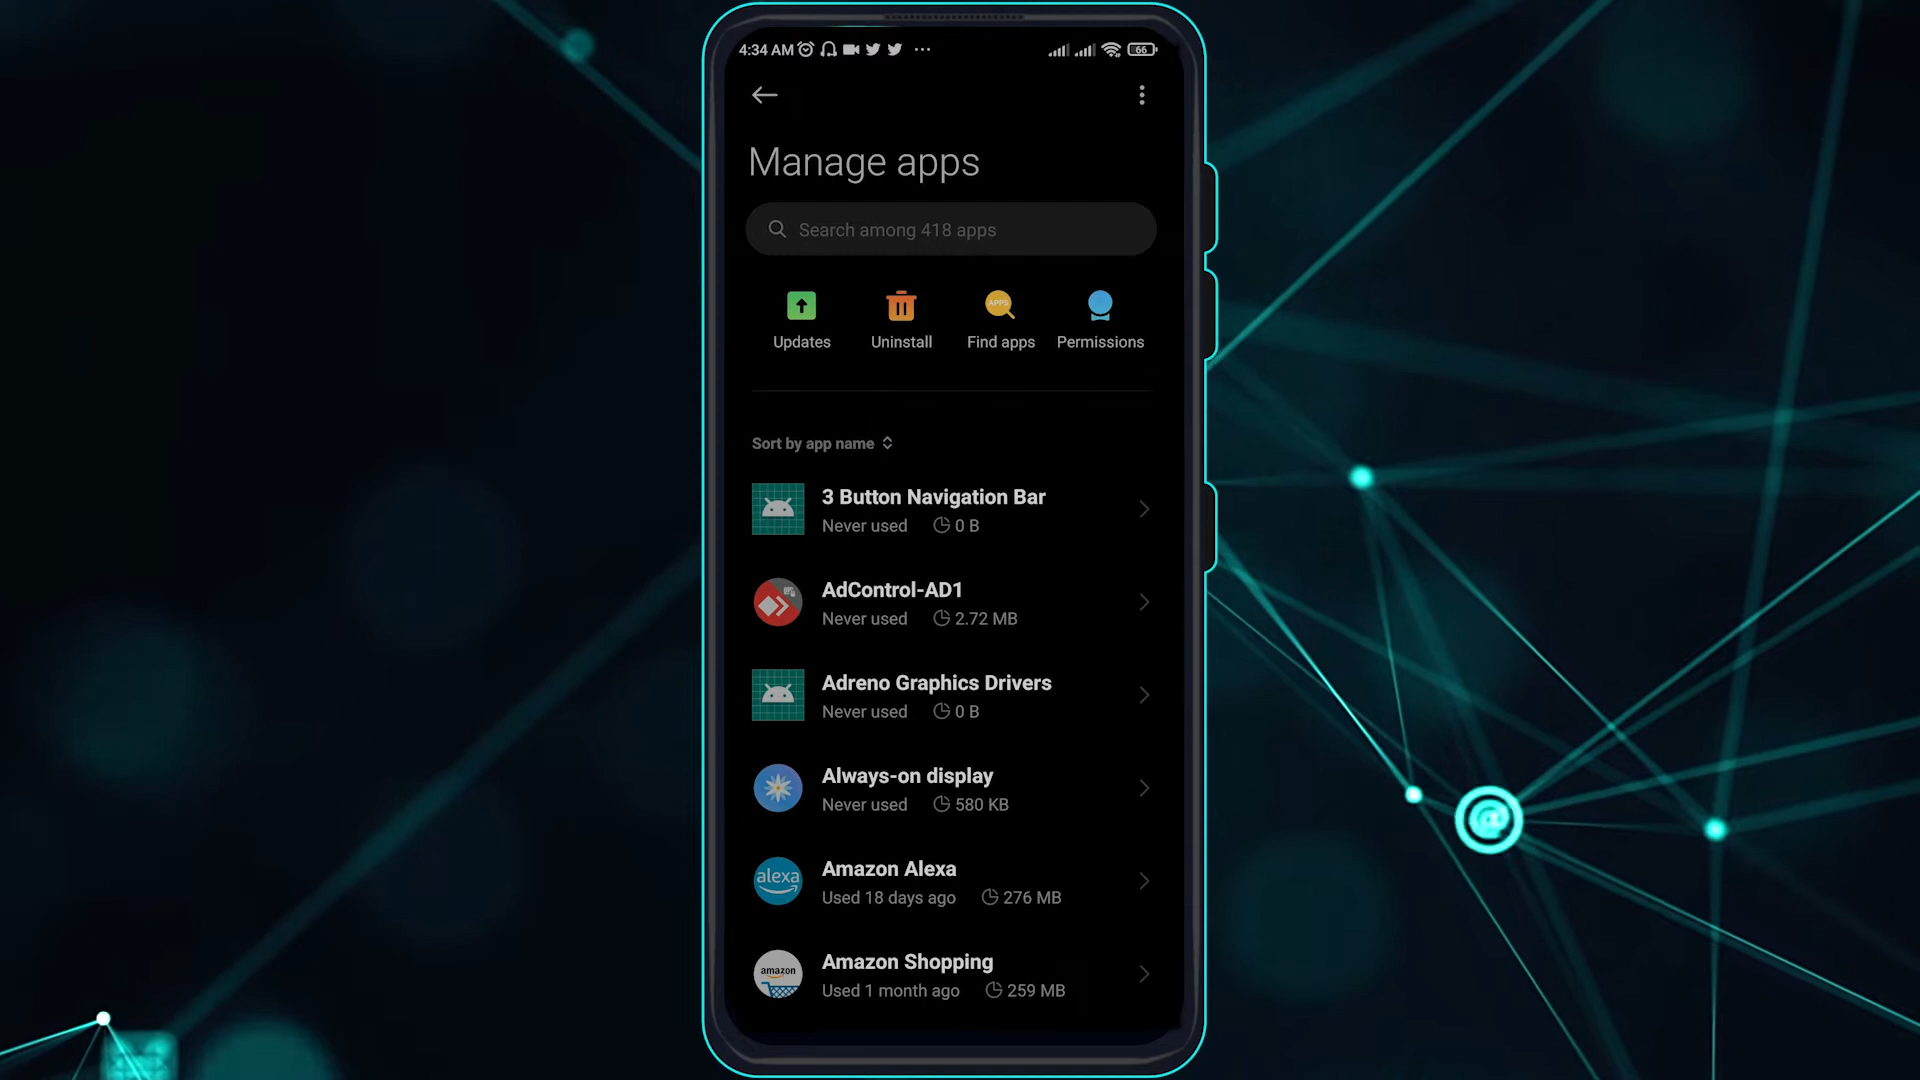 4:34 AM 66
Manage apps
Search among 418 apps
Updates Uninstall Find apps Permissions
Sort by app name
3 Button Navigation Bar
Never used 0 B
AdControl-AD1
Never used 2.72 MB
Adreno Graphics Drivers
Never used 0 B
Always-on display
Never used 580 KB
alexa
Amazon Alexa
Used 18 days ago 276 MB
amazon
Amazon Shopping
Used 1 month ago 259 MB
APPS
@